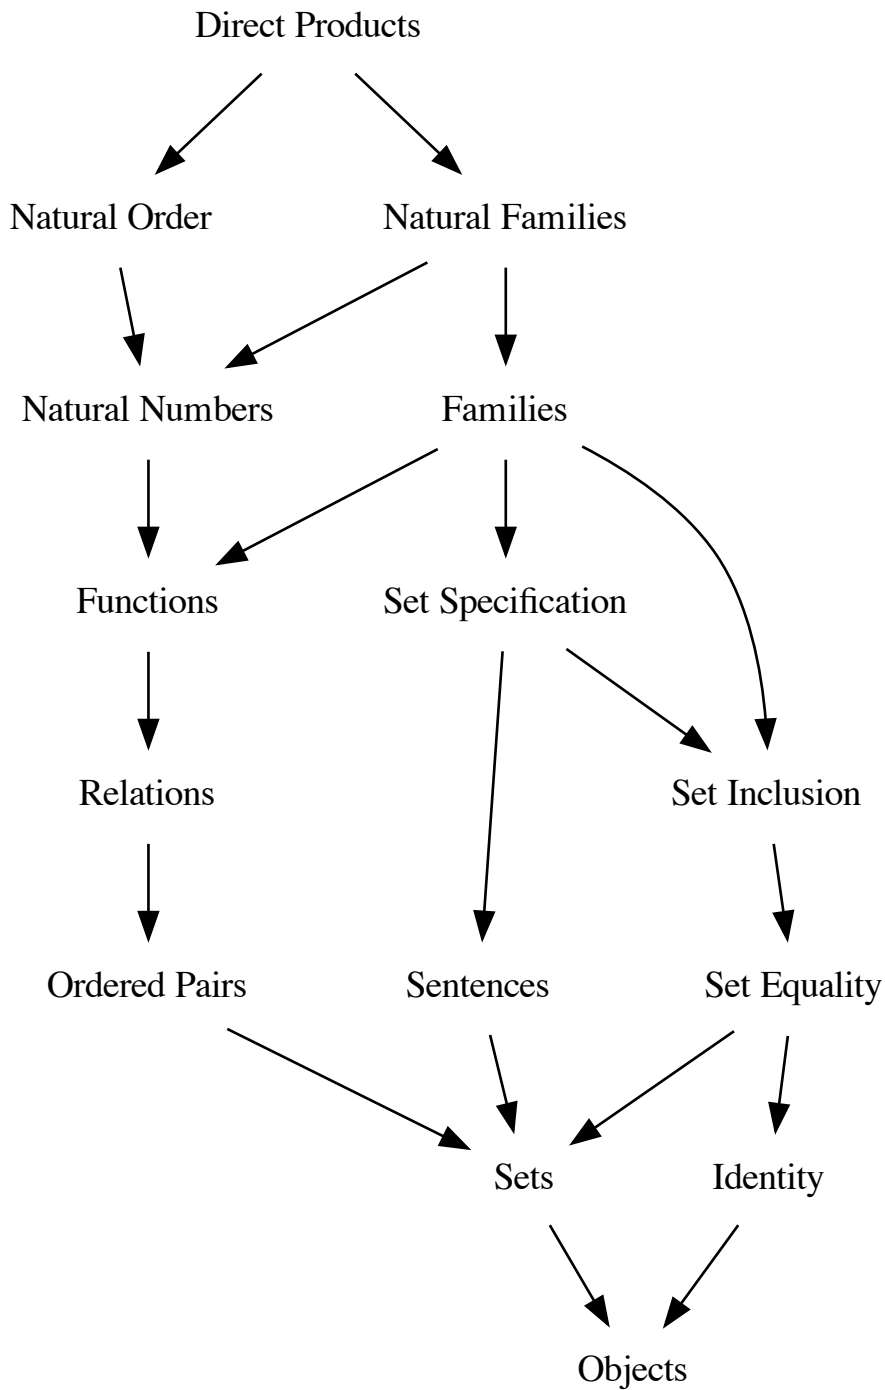 Direct Products
Natural Order
Natural Families
Natural Numbers
Families
Functions
Set Specification
Relations
Set Inclusion
Ordered Pairs
Sentences
Set Equality
Sets
Identity
Objects